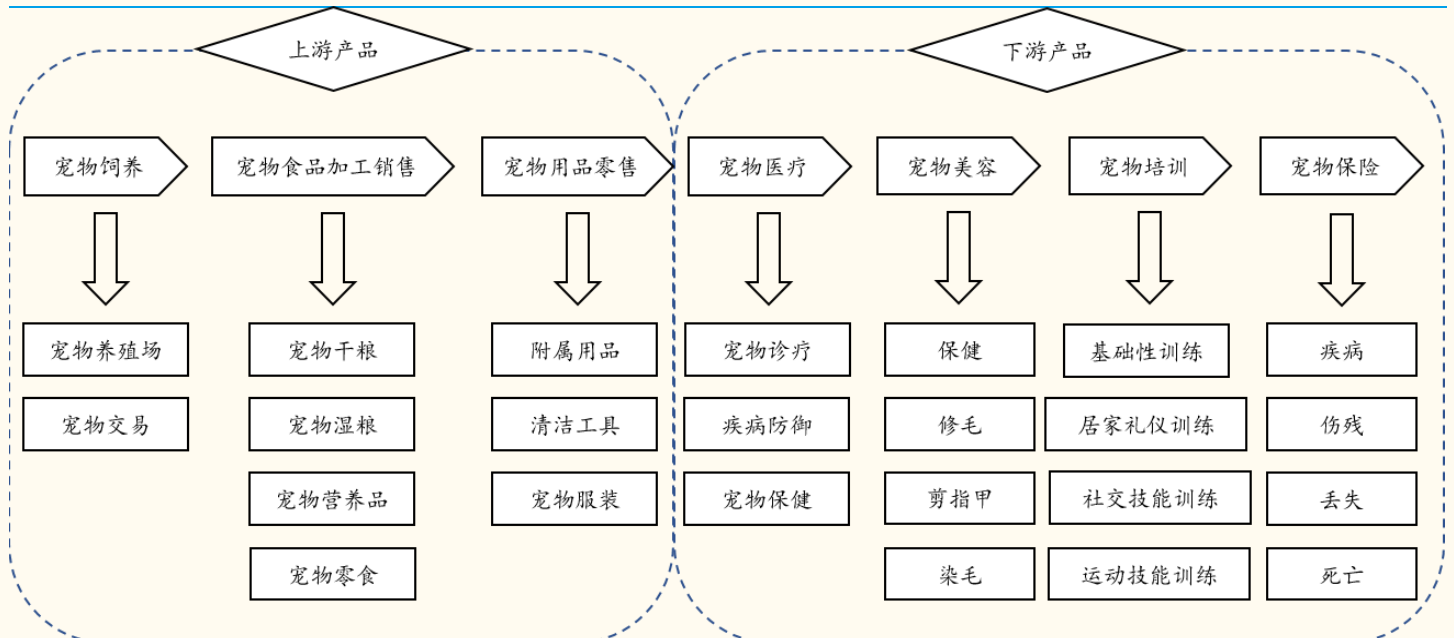 上游产品
下游产品
宠物饲养
宠物食品加工销售
宠物用品零售
宠物医疗
宠物美容
宠物培训
宠物保险
宠物养殖场
宠物干粮
附属用品
宠物诊疗
保健
基础性训练
疾病
宠物交易
宠物湿粮
清洁工具
疾病防御
修毛
居家礼仪训练
伤残
宠物营养品
宠物服装
宠物保健
剪指甲
社交技能训练
丢失
宠物零食
染毛
运动技能训练
死亡